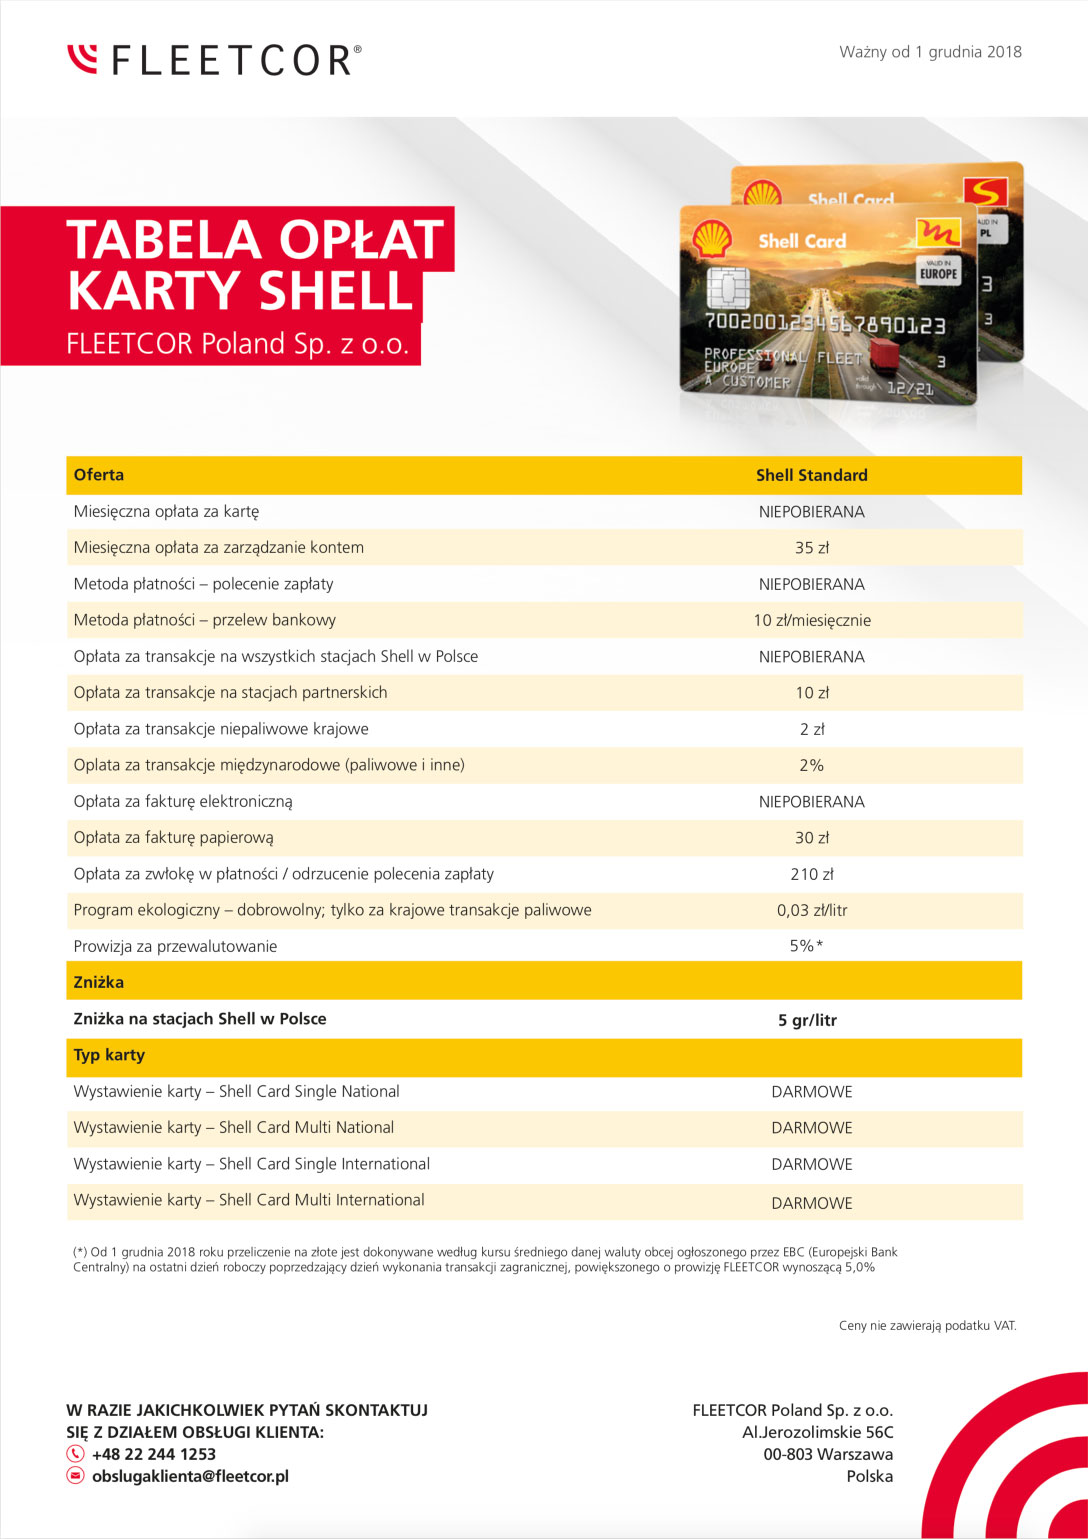 FLEETCOR®
Ważny od 1 grudnia 2018
TABELA OPŁAT
KARTY SHELL
FLEETCOR Poland Sp. z o.o.
Shell Card
VALID IN
PL
3
3
Shell Card
VALID IN
EUROPE
7002001234567890123
PROFESSIONAL FLEET 3
EUROPE
A CUSTOMER
12/21
Oferta Shell Standard
Miesięczna opłata za kartę NIEPOBIERANA
Miesięczna opłata za zarządzanie kontem 35 zł
Metoda płatności – polecenie zapłaty NIEPOBIERANA
Metoda płatności – przelew bankowy 10 zł/miesięcznie
Opłata za transakcje na wszystkich stacjach Shell w Polsce NIEPOBIERANA
Opłata za transakcje na stacjach partnerskich 10 zł
Opłata za transakcje niepaliwowe krajowe 2 zł
Oplata za transakcje międzynarodowe (paliwowe i inne) 2%
Opłata za fakturę elektroniczną NIEPOBIERANA
Opłata za fakturę papierową 30 zł
Opłata za zwłokę w płatności / odrzucenie polecenia zapłaty 210 zł
Program ekologiczny – dobrowolny; tylko za krajowe transakcje paliwowe 0,03 zł/litr
Prowizja za przewalutowanie 5%*
Zniżka
Zniżka na stacjach Shell w Polsce 5 gr/litr
Typ karty
Wystawienie karty – Shell Card Single National DARMOWE
Wystawienie karty – Shell Card Multi National DARMOWE
Wystawienie karty – Shell Card Single International DARMOWE
Wystawienie karty – Shell Card Multi International DARMOWE
(*) Od 1 grudnia 2018 roku przeliczenie na złote jest dokonywane według kursu średniego danej waluty obcej ogłoszonego przez EBC (Europejski Bank
Centralny) na ostatni dzień roboczy poprzedzający dzień wykonania transakcji zagranicznej, powiększonego o prowizję FLEETCOR wynoszącą 5,0%
Ceny nie zawierają podatku VAT.
W RAZIE JAKICHKOLWIEK PYTAŃ SKONTAKTUJ
SIĘ Z DZIAŁEM OBSŁUGI KLIENTA:
+48 22 244 1253
obslugaklienta@fleetcor.pl
FLEETCOR Poland Sp. z o.o.
Al.Jerozolimskie 56C
00-803 Warszawa
Polska